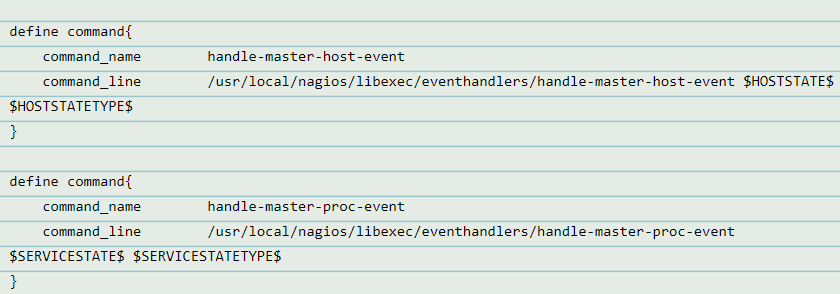 define command{
    command_name        handle-master-host-event
    command_line        /usr/local/nagios/libexec/eventhandlers/handle-master-host-event $HOSTSTATE$
$HOSTSTATETYPE$
}

define command{
    command_name        handle-master-proc-event
    command_line        /usr/local/nagios/libexec/eventhandlers/handle-master-proc-event
$SERVICESTATE$ $SERVICESTATETYPE$
}